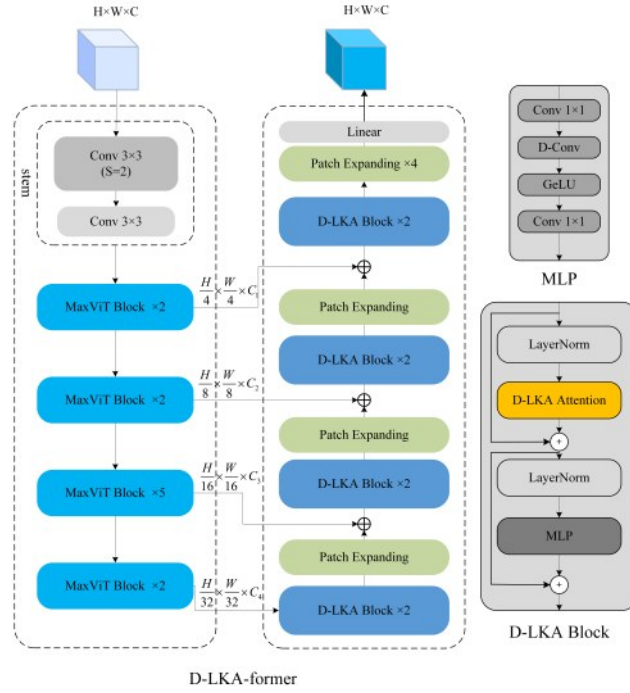 H×W×C
H×W×C
stem
Conv 3×3
(S=2)
Conv 3×3
MaxViT Block ×2
MaxViT Block ×2
MaxViT Block ×5
MaxViT Block ×2
H/4 × W/4 × C₁
H/8 × W/8 × C₂
H/16 × W/16 × C₃
H/32 × W/32 × C₄
Linear
Patch Expanding ×4
D-LKA Block ×2
Patch Expanding
D-LKA Block ×2
Patch Expanding
D-LKA Block ×2
Patch Expanding
D-LKA Block ×2
Conv 1×1
D-Conv
GeLU
Conv 1×1
MLP
LayerNorm
D-LKA Attention
+
LayerNorm
MLP
+
D-LKA Block
D-LKA-former